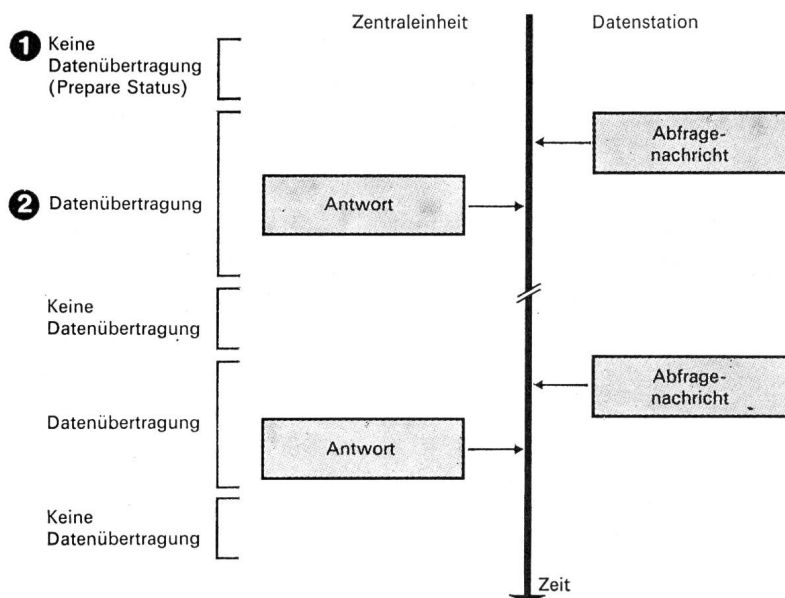 Zentraleinheit
Datenstation
1 Keine
Datenübertragung
(Prepare Status)
Abfrage-
nachricht
2 Datenübertragung
Antwort
Keine
Datenübertragung
Abfrage-
nachricht
Datenübertragung
Antwort
Keine
Datenübertragung
Zeit